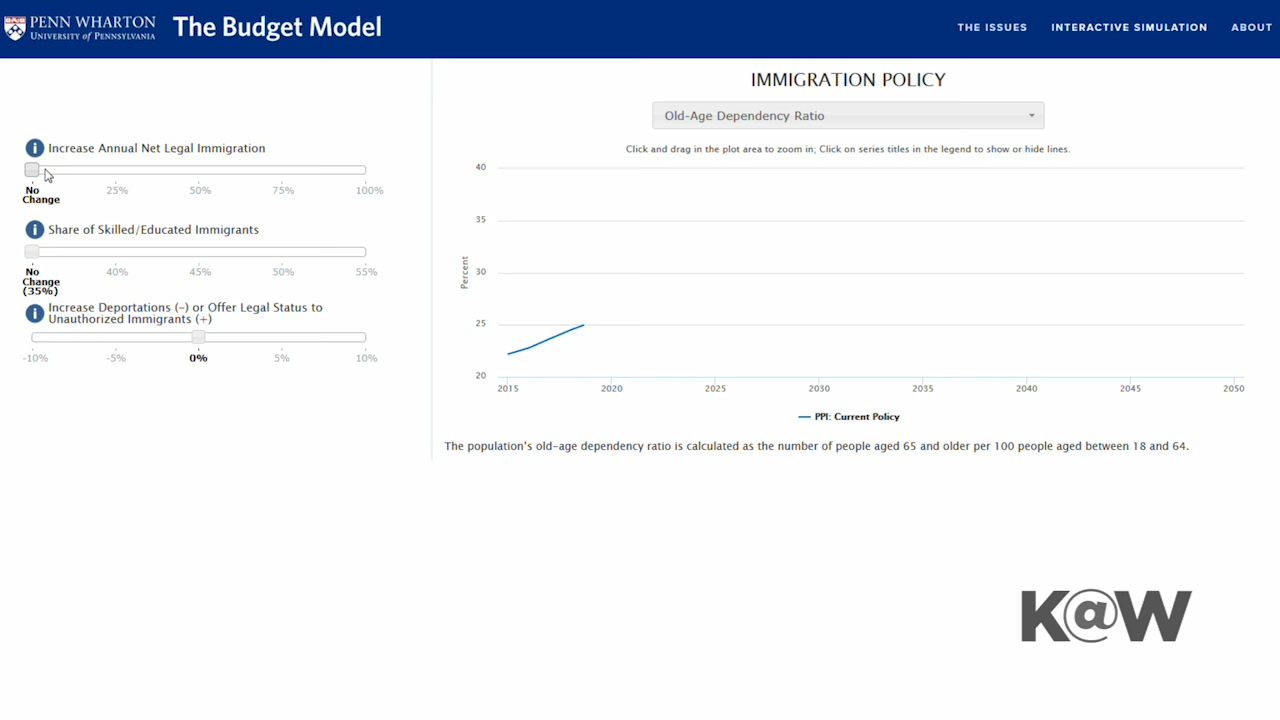 PENN WHARTON
UNIVERSITY of PENNSYLVANIA
The Budget Model
THE ISSUES
INTERACTIVE SIMULATION
ABOUT
i Increase Annual Net Legal Immigration
No Change
25%
50%
75%
100%
i Share of Skilled/Educated Immigrants
No Change (35%)
40%
45%
50%
55%
i Increase Deportations (-) or Offer Legal Status to
Unauthorized Immigrants (+)
-10%
-5%
0%
5%
10%
IMMIGRATION POLICY
Old-Age Dependency Ratio
Click and drag in the plot area to zoom in; Click on series titles in the legend to show or hide lines.
Percent
40
35
30
25
20
2015
2020
2025
2030
2035
2040
2045
2050
PPI: Current Policy
The population's old-age dependency ratio is calculated as the number of people aged 65 and older per 100 people aged between 18 and 64.
K@W